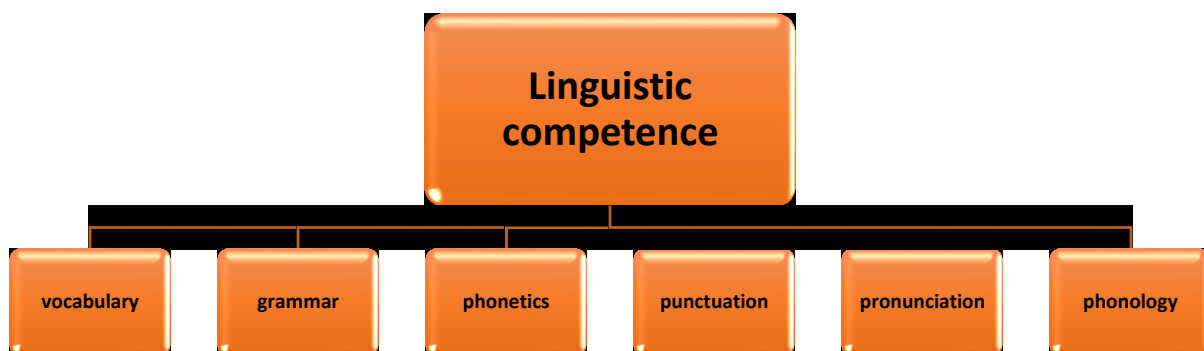 Linguistic
competence
vocabulary
grammar
phonetics
punctuation
pronunciation
phonology